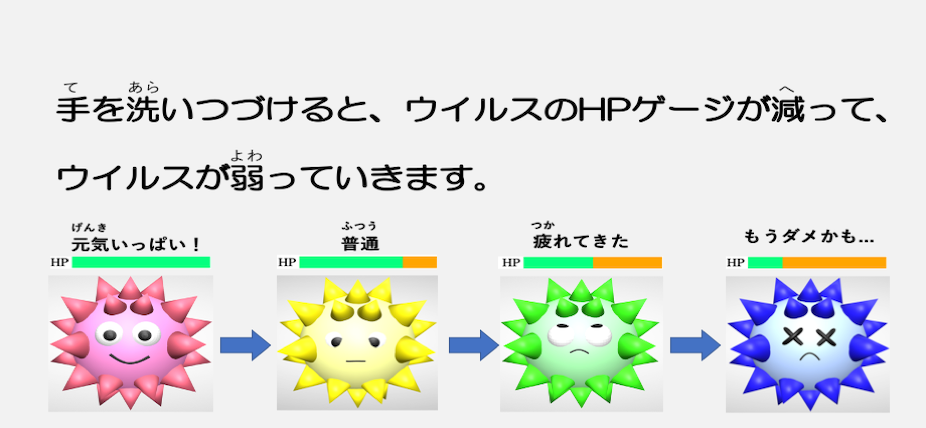 て あら へ
手を洗いつづけると、ウイルスのHPゲージが減って、
よわ
ウイルスが弱っていきます。
げんき ふつう つか
元気いっぱい！ 普通 疲れてきた もうダメかも...
HP HP HP HP